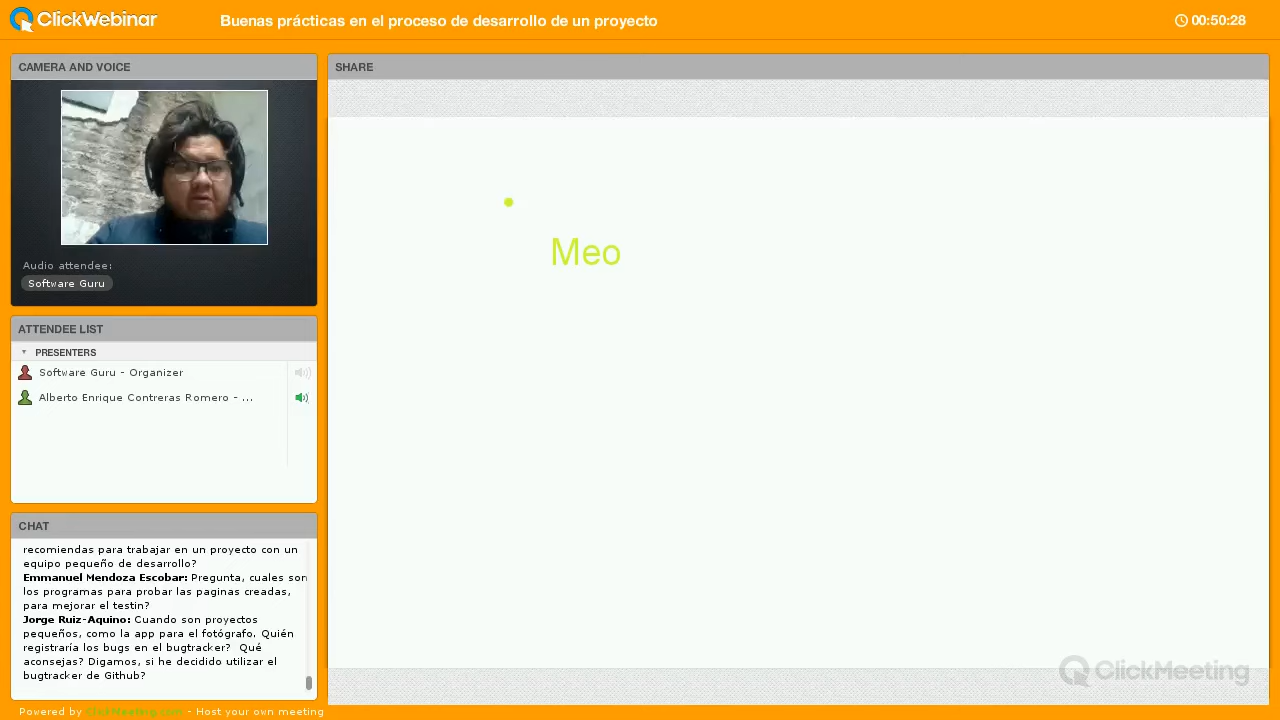 ClickWebinar
Buenas prácticas en el proceso de desarrollo de un proyecto
00:50:28
CAMERA AND VOICE
Audio attendee:
Software Guru
ATTENDEE LIST
PRESENTERS
Software Guru - Organizer
Alberto Enrique Contreras Romero - ...
CHAT
recomiendas para trabajar en un proyecto con un
equipo pequeño de desarrollo?
Emmanuel Mendoza Escobar: Pregunta, cuales son
los programas para probar las paginas creadas,
para mejorar el testin?
Jorge Ruiz-Aquino: Cuando son proyectos
pequeños, como la app para el fotógrafo. Quién
registraría los bugs en el bugtracker? Qué
aconsejas? Digamos, si he decidido utilizar el
bugtracker de Github?
Powered by ClickMeeting.com - Host your own meeting
SHARE
Meo
ClickMeeting